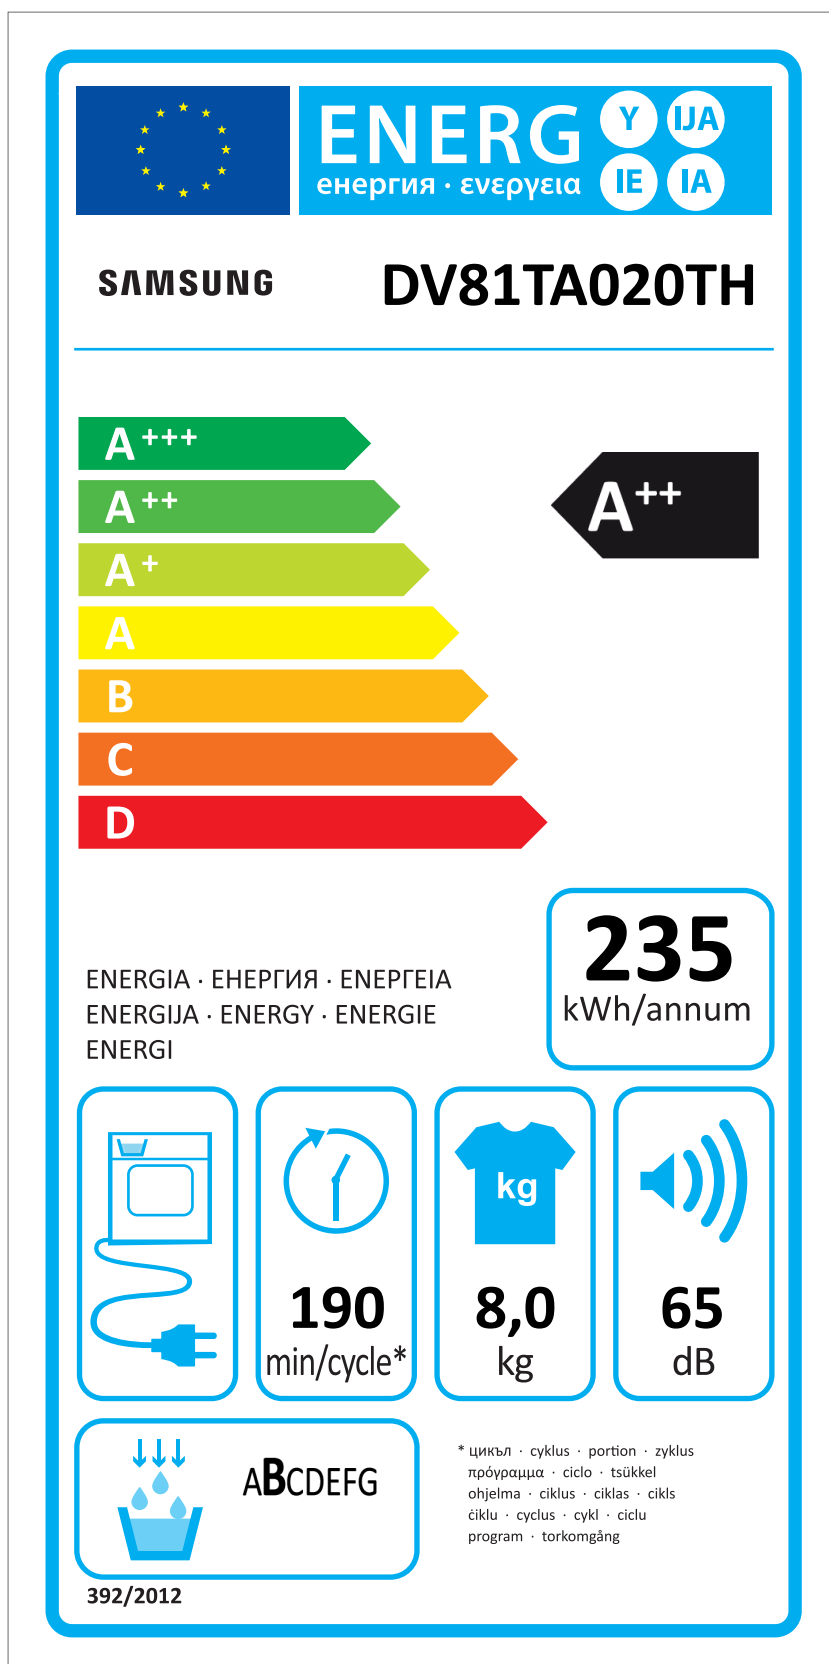 ENERG Y IJA
енергия · ενεργεια IE IA
SAMSUNG DV81TA020TH
A+++
A++
A++
A+
A
B
C
D
235
kWh/annum
ENERGIA · ЕНЕРГИЯ · ΕΝΕΡΓΕΙΑ
ENERGIJA · ENERGY · ENERGIE
ENERGI
kg
190
min/cycle*
8,0
kg
65
dB
ABCDEFG
* цикъл · cyklus · portion · zyklus
πρόγραμμα · ciclo · tsükkel
ohjelma · ciklus · ciklas · cikls
ċiklu · cyclus · cykl · ciclu
program · torkomgång
392/2012